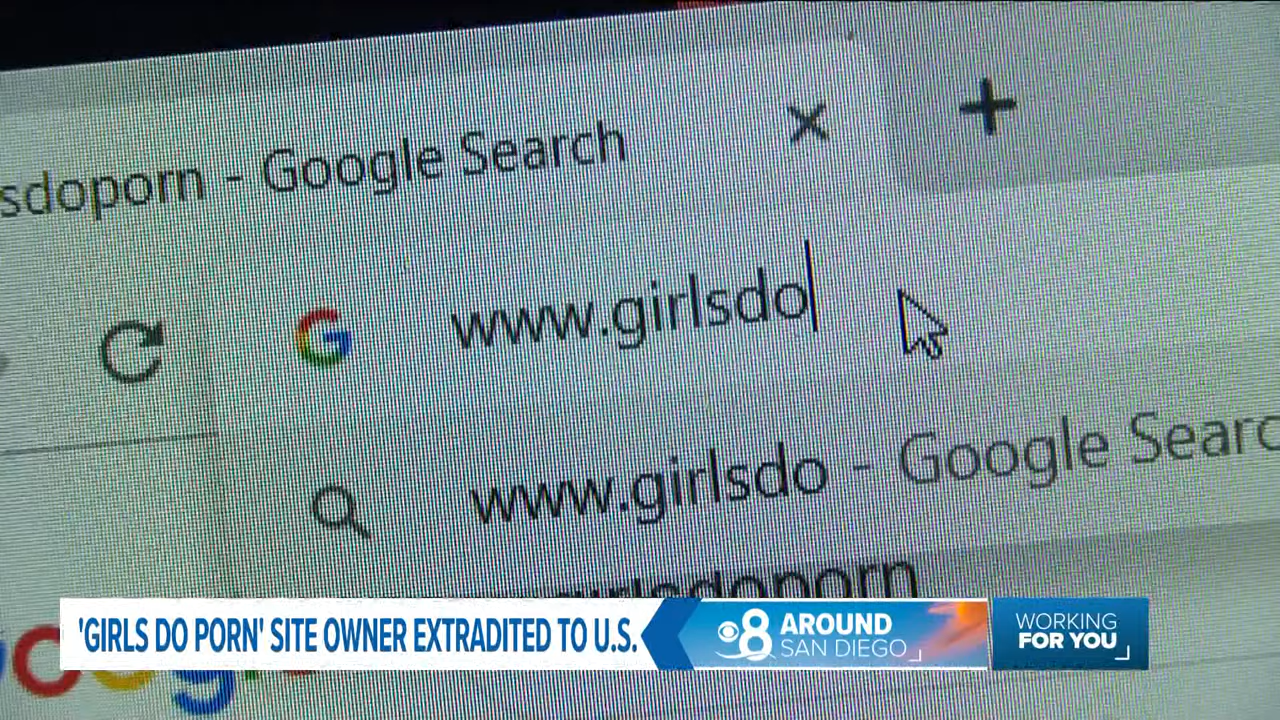 sdoporn - Google Search
www.girlsdo
www.girlsdo - Google Searc
girlsdoporn
'GIRLS DO PORN' SITE OWNER EXTRADITED TO U.S.
8 AROUND
SAN DIEGO
WORKING
FOR YOU